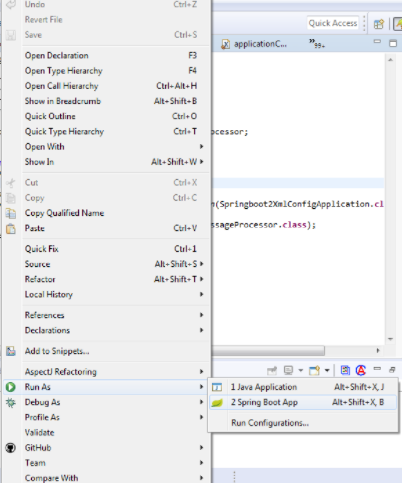 Undo Ctrl+Z
Revert File
Save Ctrl+S
Quick Access
applicationC...
»99+
Open Declaration F3
Open Type Hierarchy F4
Open Call Hierarchy Ctrl+Alt+H
Show in Breadcrumb Alt+Shift+B
Quick Outline Ctrl+O
Quick Type Hierarchy Ctrl+T
ocessor;
Open With
Show In Alt+Shift+W
Cut Ctrl+X
Copy Ctrl+C
(Springboot2XmlConfigApplication.cl
Copy Qualified Name
Paste Ctrl+V
ssageProcessor.class);
Quick Fix Ctrl+1
Source Alt+Shift+S
Refactor Alt+Shift+T
Local History
References
Declarations
Add to Snippets...
AspectJ Refactoring
Run As
1 Java Application Alt+Shift+X, J
Debug As
2 Spring Boot App Alt+Shift+X, B
Profile As
Run Configurations...
Validate
GitHub
Team
Compare With